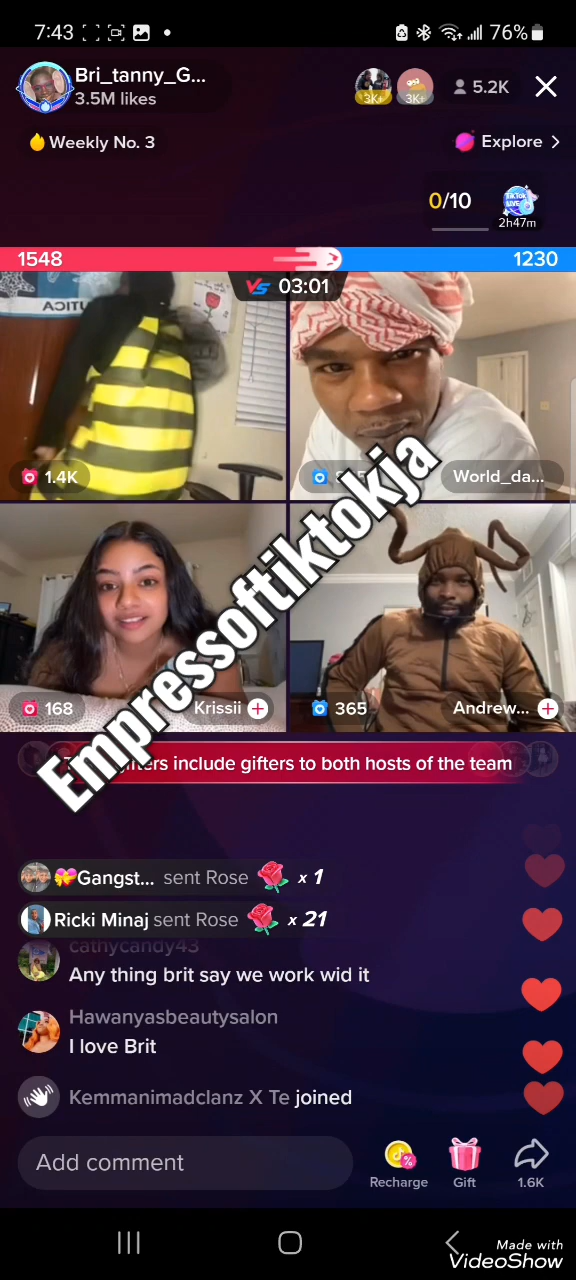 7:43
76%
Bri_tanny_G...
3.5M likes
3K+
3K+
5.2K
Weekly No. 3
Explore
0/10
TikTok
LIVE
2h47m
1548
1230
VS 03:01
1.4K
World_da...
168
Krissii
365
Andrew...
Empressoftiktokja
include gifters to both hosts of the team
Gangst... sent Rose x 1
Ricki Minaj sent Rose x 21
cathycandy43
Any thing brit say we work wid it
Hawanyasbeautysalon
I love Brit
Kemmanimadclanz X Te joined
Add comment
Recharge
Gift
1.6K
Made with
VideoShow